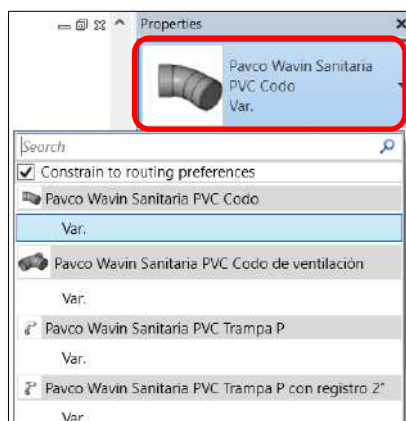 Properties
Pavco Wavin Sanitaria
PVC Codo
Var.
Search
Constrain to routing preferences
Pavco Wavin Sanitaria PVC Codo
Var.
Pavco Wavin Sanitaria PVC Codo de ventilación
Var.
Pavco Wavin Sanitaria PVC Trampa P
Var.
Pavco Wavin Sanitaria PVC Trampa P con registro 2"
Var.